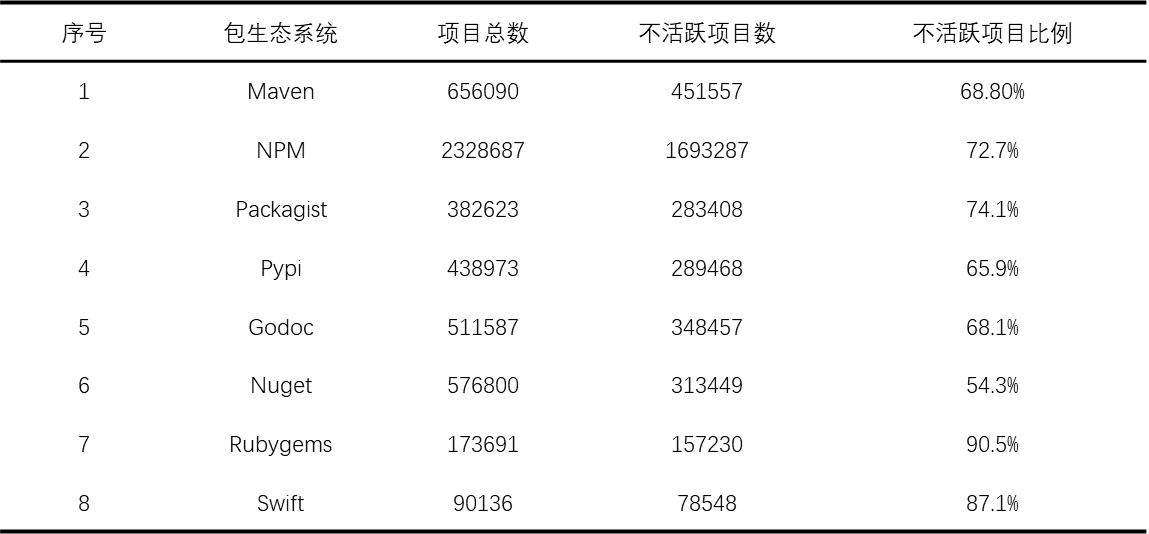 序号 包生态系统 项目总数 不活跃项目数 不活跃项目比例
1 Maven 656090 451557 68.80%
2 NPM 2328687 1693287 72.7%
3 Packagist 382623 283408 74.1%
4 Pypi 438973 289468 65.9%
5 Godoc 511587 348457 68.1%
6 Nuget 576800 313449 54.3%
7 Rubygems 173691 157230 90.5%
8 Swift 90136 78548 87.1%